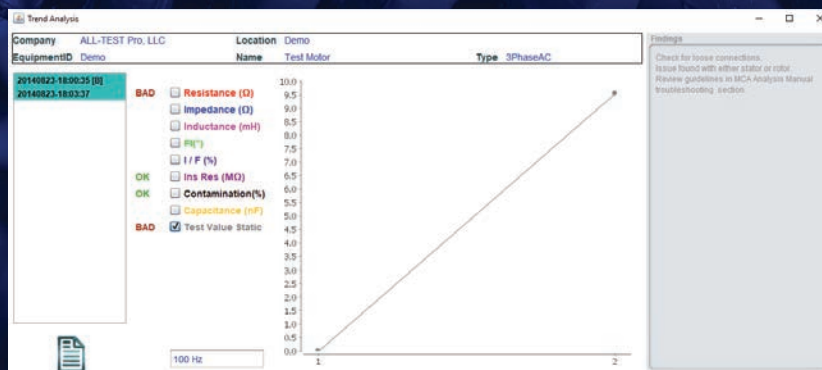 Trend Analysis
Company ALL-TEST Pro, LLC Location Demo
EquipmentID Demo Name Test Motor Type 3PhaseAC
20140823-18:00:35 [B]
20140823-18:03:37
BAD Resistance (Ω)
Impedance (Ω)
Inductance (mH)
FI(°)
I / F (%)
OK Ins Res (MΩ)
OK Contamination(%)
Capacitance (nF)
BAD Test Value Static
100 Hz
10.0
9.5
9.0
8.5
8.0
7.5
7.0
6.5
6.0
5.5
5.0
4.5
4.0
3.5
3.0
2.5
2.0
1.5
1.0
0.5
0.0
1 2
Findings
Check for loose connections.
Issue found with either stator or rotor.
Review guidelines in MCA Analysis Manual
troubleshooting section.